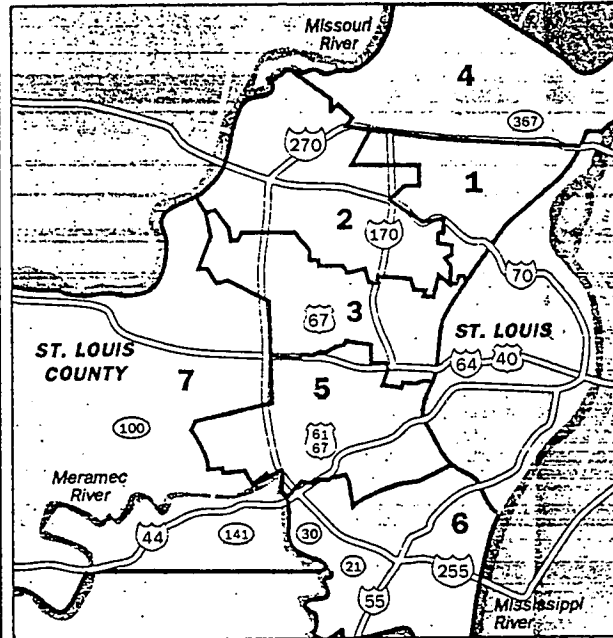 Missouri
River
4
367
270
1
2
170
70
67
3
ST. LOUIS
ST. LOUIS
COUNTY
64
40
7
5
100
61
67
Meramec
River
6
44
141
30
21
255
55
Mississippi
River